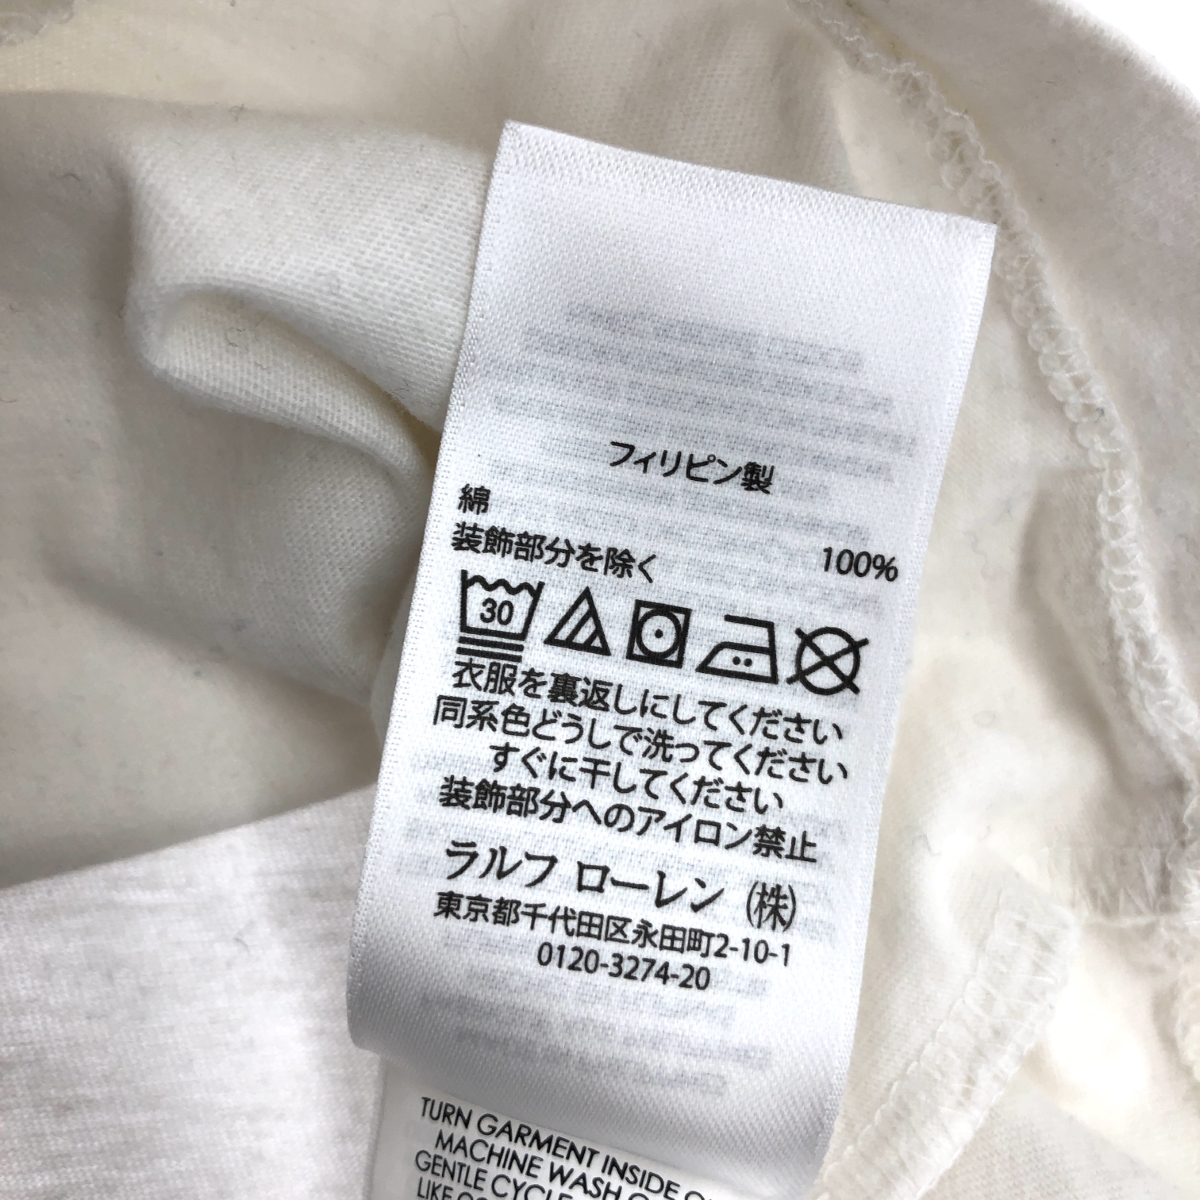 フィリピン製
綿 100%
装飾部分を除く
30
衣服を裏返しにしてください
同系色どうしで洗ってください
すぐに干してください
装飾部分へのアイロン禁止
ラルフ ローレン (株)
東京都千代田区永田町2-10-1
0120-3274-20
TURN GARMENT INSIDE
MACHINE WASH
GENTLE CYCLE
LIKE